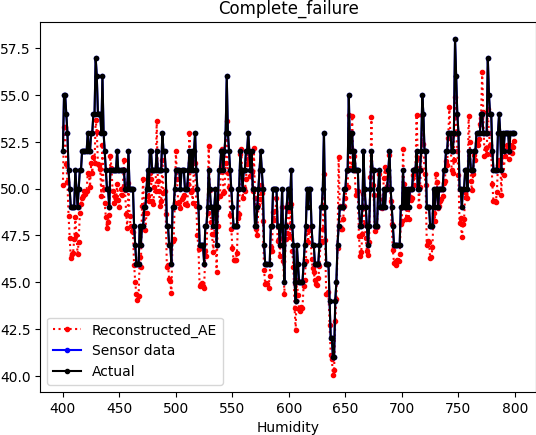 Complete_failure
57.5
55.0
52.5
50.0
47.5
45.0
42.5
40.0
Reconstructed_AE
Sensor data
Actual
400 450 500 550 600 650 700 750 800
Humidity